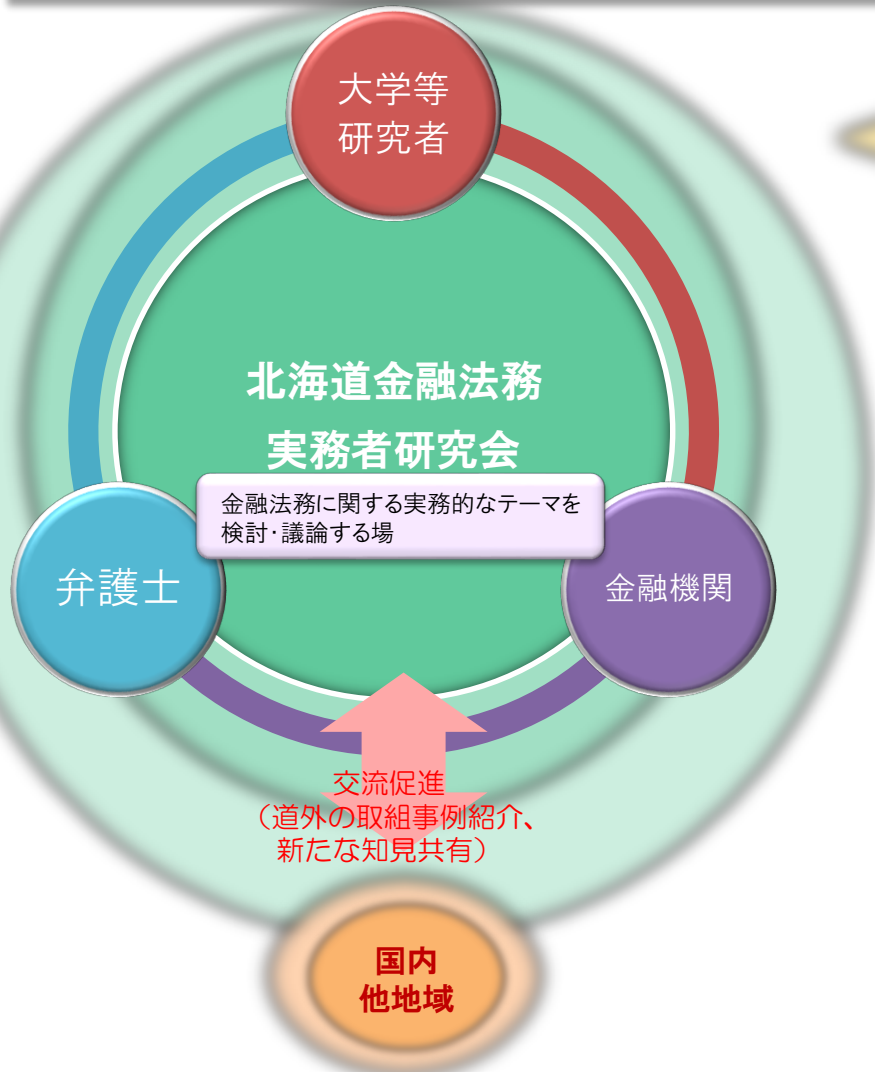 大学等
研究者
北海道金融法務
実務者研究会
金融法務に関する実務的なテーマを
検討・議論する場
弁護士
金融機関
交流促進
（道外の取組事例紹介、
新たな知見共有）
国内
他地域